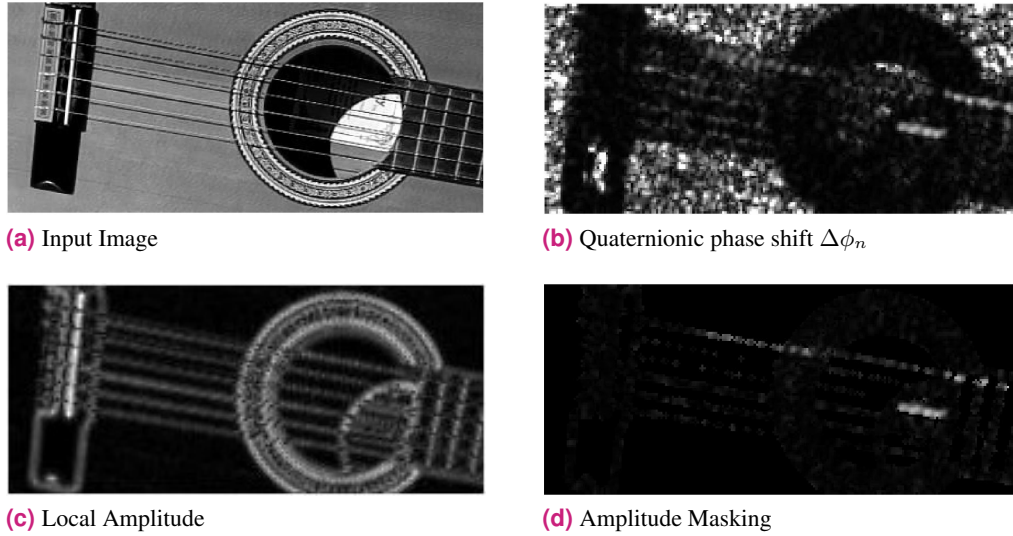 (a) Input Image
(b) Quaternionic phase shift Δϕₙ
(c) Local Amplitude
(d) Amplitude Masking